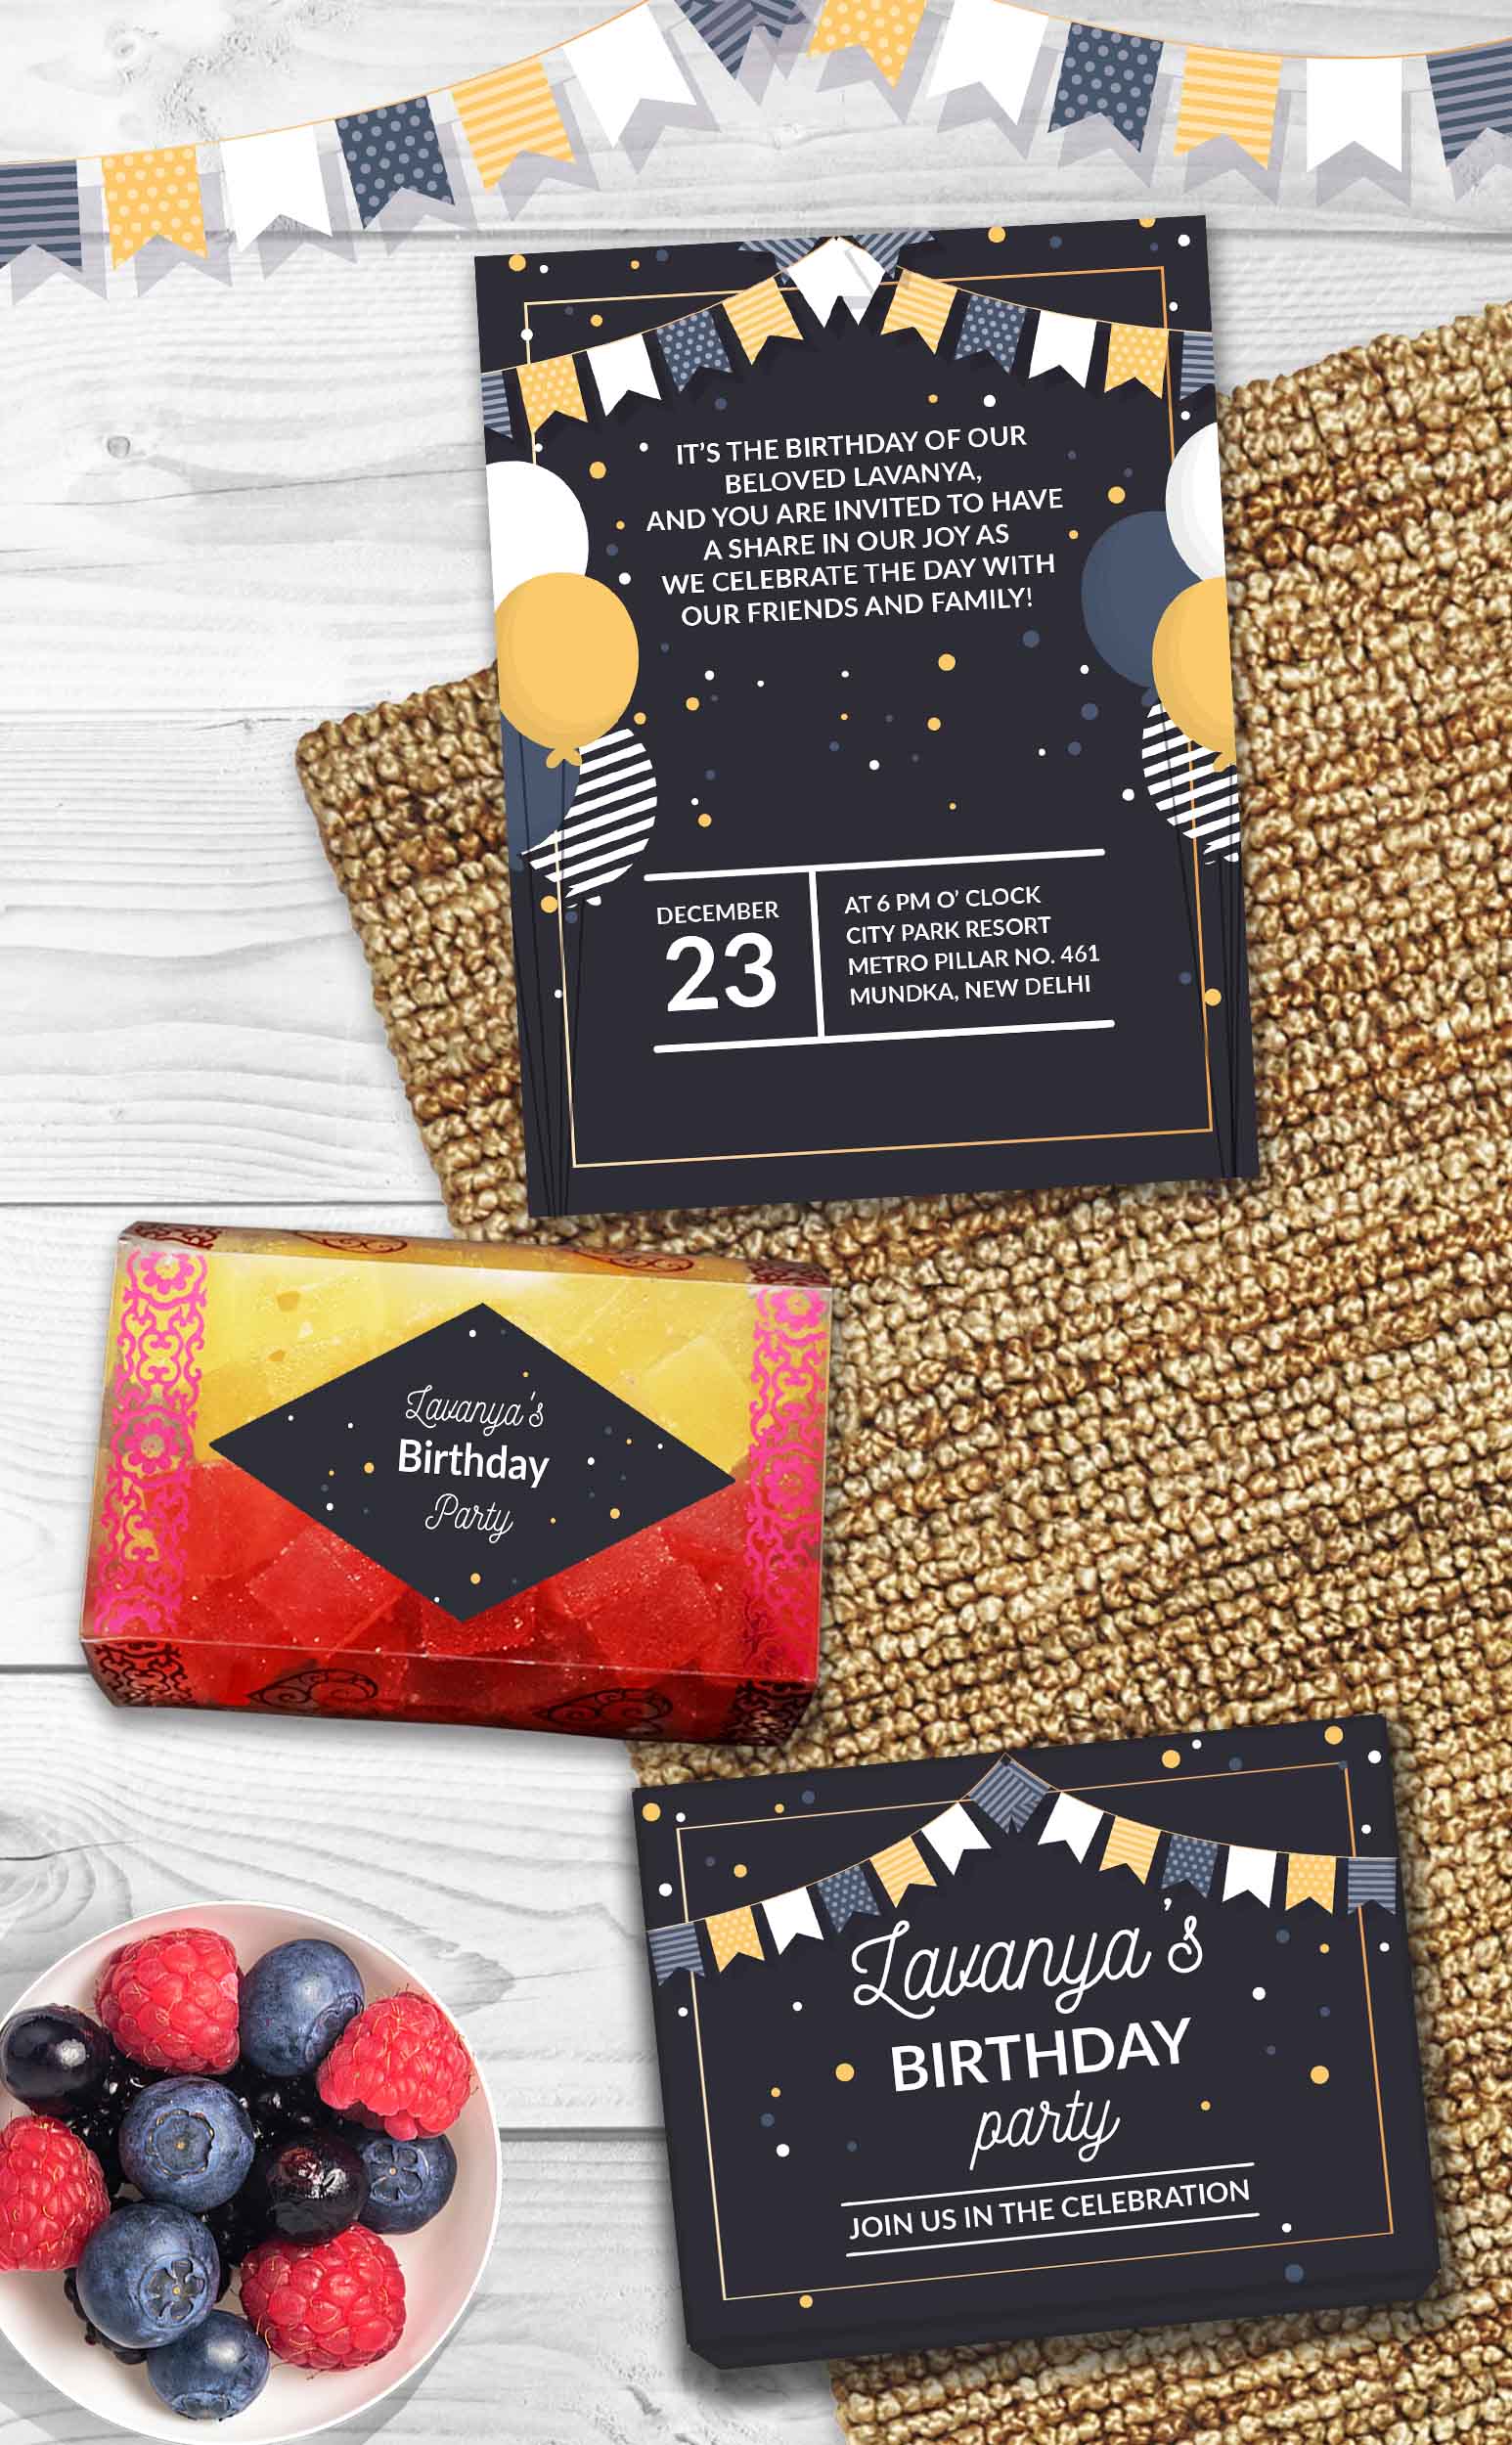 IT'S THE BIRTHDAY OF OUR
BELOVED LAVANYA,
AND YOU ARE INVITED TO HAVE
A SHARE IN OUR JOY AS
WE CELEBRATE THE DAY WITH
OUR FRIENDS AND FAMILY!
DECEMBER
23
AT 6 PM O' CLOCK
CITY PARK RESORT
METRO PILLAR NO. 461
MUNDKA, NEW DELHI
Lavanya's
Birthday
Party
Lavanya's
BIRTHDAY
party
JOIN US IN THE CELEBRATION